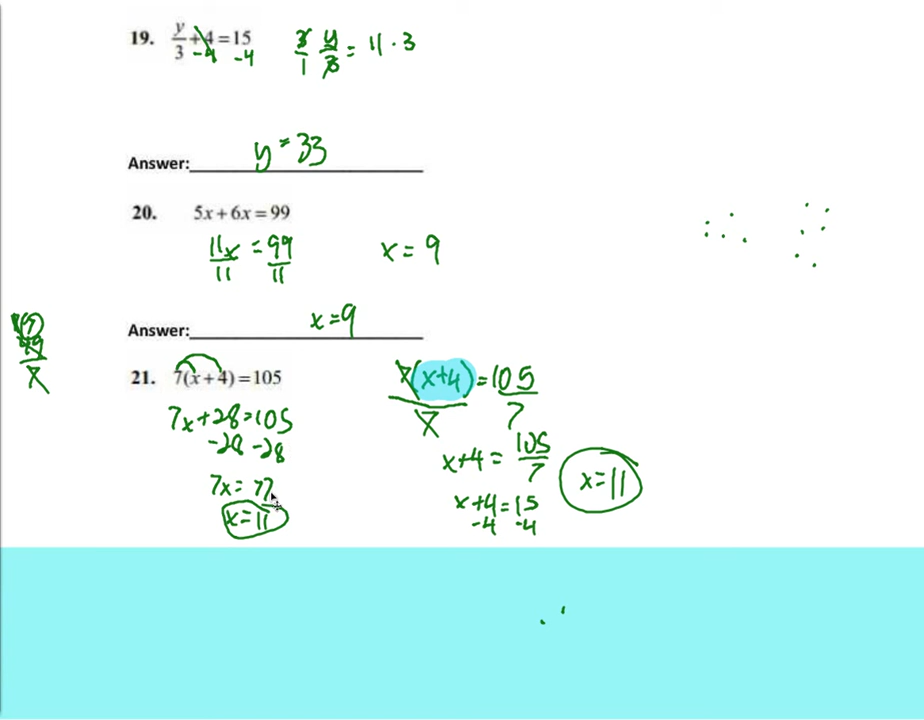 19. y/3 + 4 = 15
-4 -4
3/1 y/3 = 11 · 3
Answer: y = 33
20. 5x + 6x = 99
11x/11 = 99/11
x = 9
Answer: x = 9
21. 7(x + 4) = 105
7x + 28 = 105
-28 -28
7x = 77
x = 11
7(x+4)/7 = 105/7
x+4 = 105/7
x+4 = 15
-4 -4
x = 11